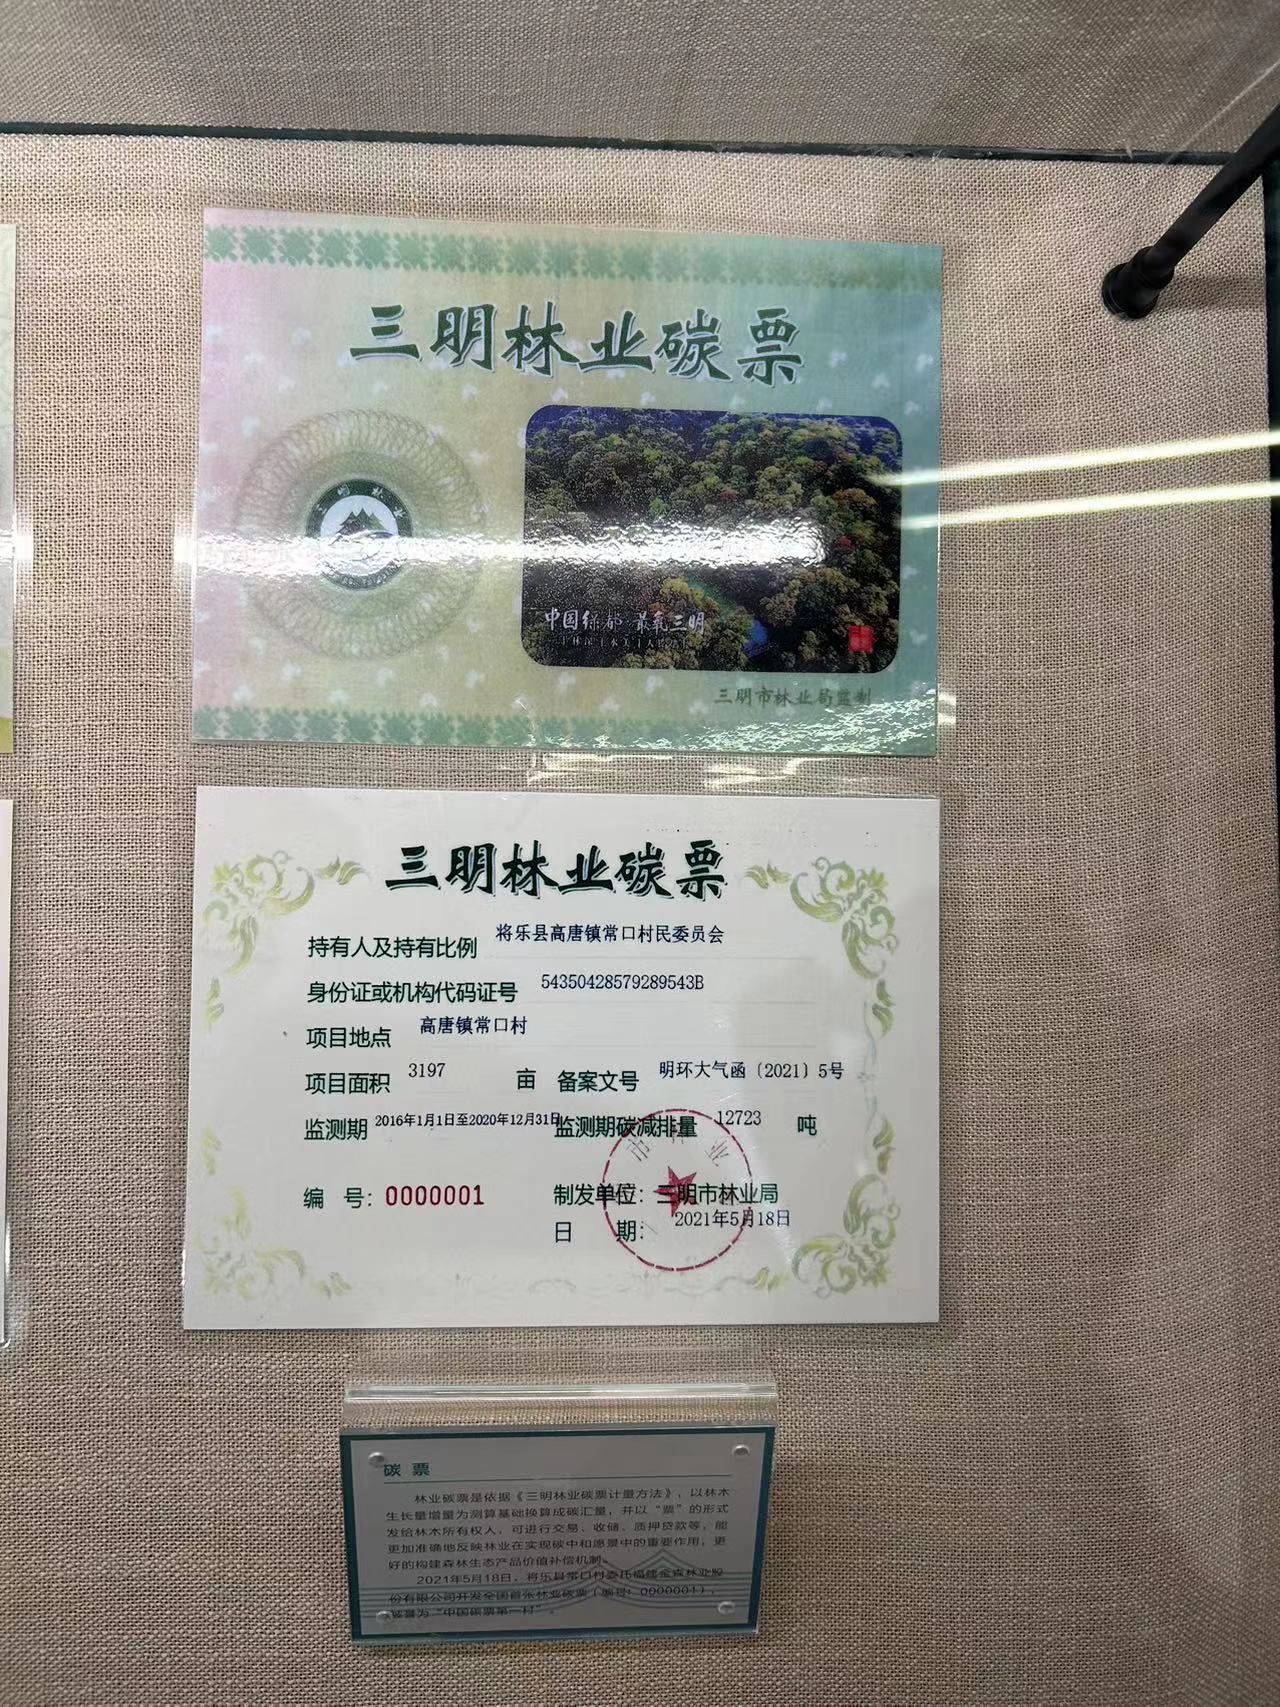 三明林业碳票
明 林 业
中国绿都 最氧三明
三明市林业局监制
三明林业碳票
持有人及持有比例 将乐县高唐镇常口村民委员会
身份证或机构代码证号 54350428579289543B
项目地点 高唐镇常口村
项目面积 3197 亩 备案文号 明环大气函〔2021〕5号
监测期 2016年1月1日至2020年12月31日 监测期碳减排量 12723 吨
编 号：0000001 制发单位：三明市林业局
日 期： 2021年5月18日
市 业
碳 票
林业碳票是依据《三明林业碳票计量方法》，以林木
生长量增量为测算基础换算成碳汇量，并以“票”的形式
发给林木所有权人，可进行交易、收储、质押贷款等，能
更加准确地反映林业在实现碳中和愿景中的重要作用，更
好的构建森林生态产品价值补偿机制。
2021年5月18日，将乐县常口村委托福建金森林业股
份有限公司开发全国首张林业碳票（编号：0000001），
被誉为“中国碳票第一村”。